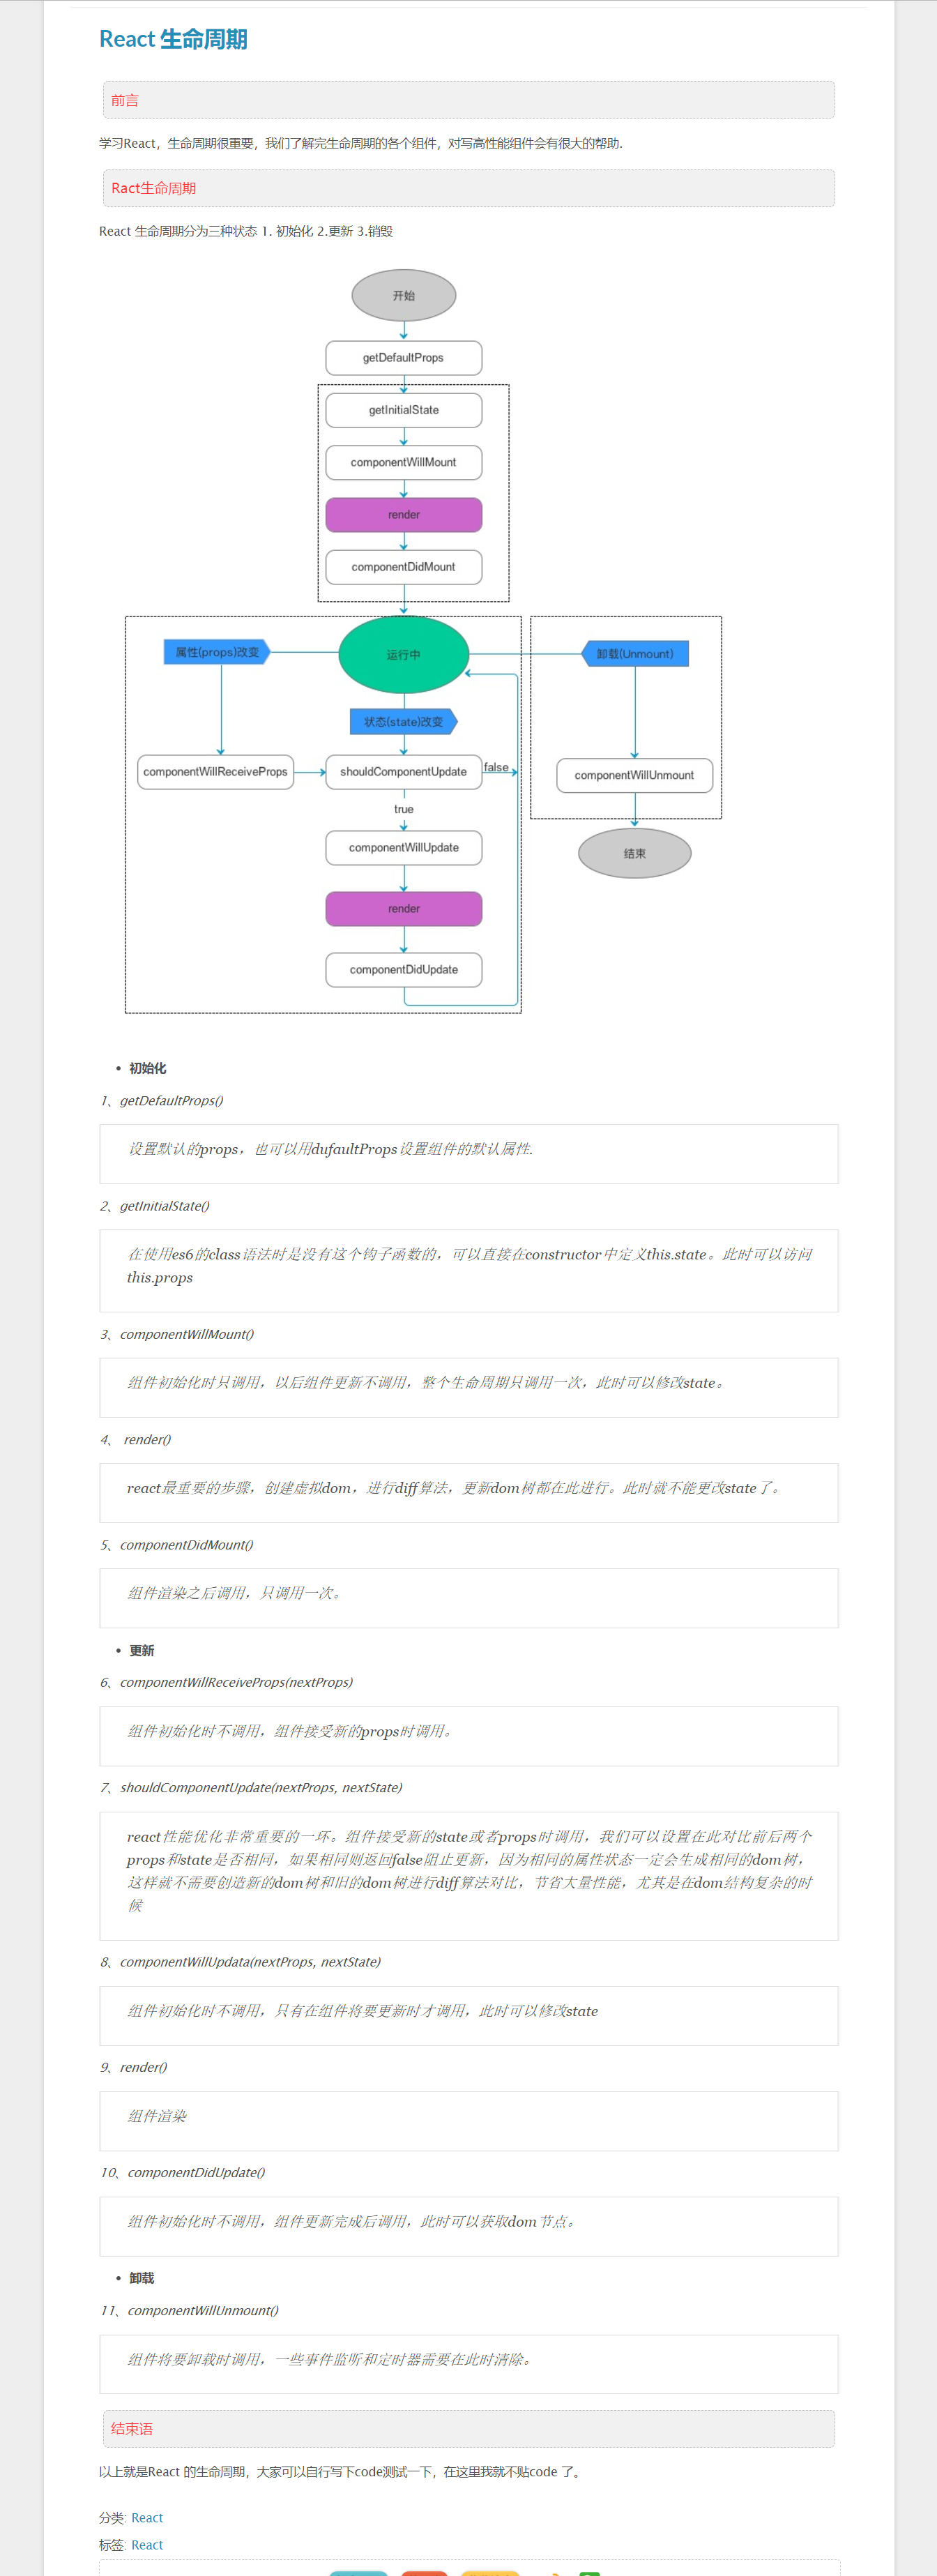 React 生命周期
前言
学习React，生命周期很重要，我们了解完生命周期的各个组件，对写高性能组件会有很大的帮助.
Ract生命周期
React 生命周期分为三种状态 1. 初始化 2.更新 3.销毁
开始
getDefaultProps
getInitialState
componentWillMount
render
componentDidMount
属性(props)改变
运行中
卸载(Unmount)
状态(state)改变
componentWillReceiveProps
shouldComponentUpdate
false
componentWillUnmount
true
componentWillUpdate
结束
render
componentDidUpdate
• 初始化
1、getDefaultProps()
设置默认的props，也可以用dufaultProps设置组件的默认属性.
2、getInitialState()
在使用es6的class语法时是没有这个钩子函数的，可以直接在constructor中定义this.state。此时可以访问
this.props
3、componentWillMount()
组件初始化时只调用，以后组件更新不调用，整个生命周期只调用一次，此时可以修改state。
4、 render()
react最重要的步骤，创建虚拟dom，进行diff算法，更新dom树都在此进行。此时就不能更改state了。
5、componentDidMount()
组件渲染之后调用，只调用一次。
• 更新
6、componentWillReceiveProps(nextProps)
组件初始化时不调用，组件接受新的props时调用。
7、shouldComponentUpdate(nextProps, nextState)
react性能优化非常重要的一环。组件接受新的state或者props时调用，我们可以设置在此对比前后两个
props和state是否相同，如果相同则返回false阻止更新，因为相同的属性状态一定会生成相同的dom树，
这样就不需要创造新的dom树和旧的dom树进行diff算法对比，节省大量性能，尤其是在dom结构复杂的时
候
8、componentWillUpdata(nextProps, nextState)
组件初始化时不调用，只有在组件将要更新时才调用，此时可以修改state
9、render()
组件渲染
10、componentDidUpdate()
组件初始化时不调用，组件更新完成后调用，此时可以获取dom节点。
• 卸载
11、componentWillUnmount()
组件将要卸载时调用，一些事件监听和定时器需要在此时清除。
结束语
以上就是React 的生命周期，大家可以自行写下code测试一下，在这里我就不贴code 了。
分类: React
标签: React